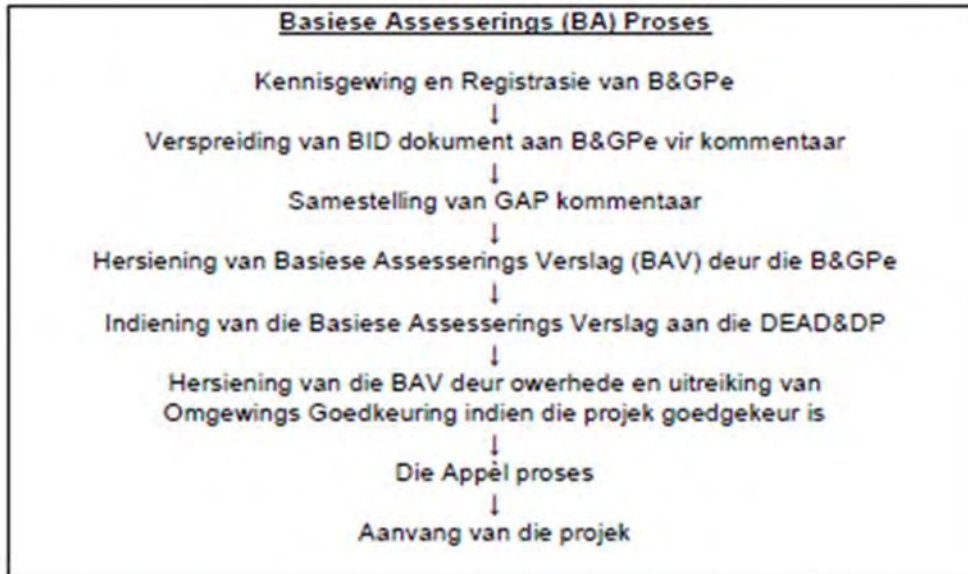 Basiese Assesserings (BA) Proses
Kennisgewing en Registrasie van B&GPe
↓
Verspreiding van BID dokument aan B&GPe vir kommentaar
↓
Samestelling van GAP kommentaar
↓
Hersiening van Basiese Assesserings Verslag (BAV) deur die B&GPe
↓
Indiening van die Basiese Assesserings Verslag aan die DEAD&DP
↓
Hersiening van die BAV deur owerhede en uitreiking van
Omgewings Goedkeuring indien die projek goedgekeur is
↓
Die Appèl proses
↓
Aanvang van die projek